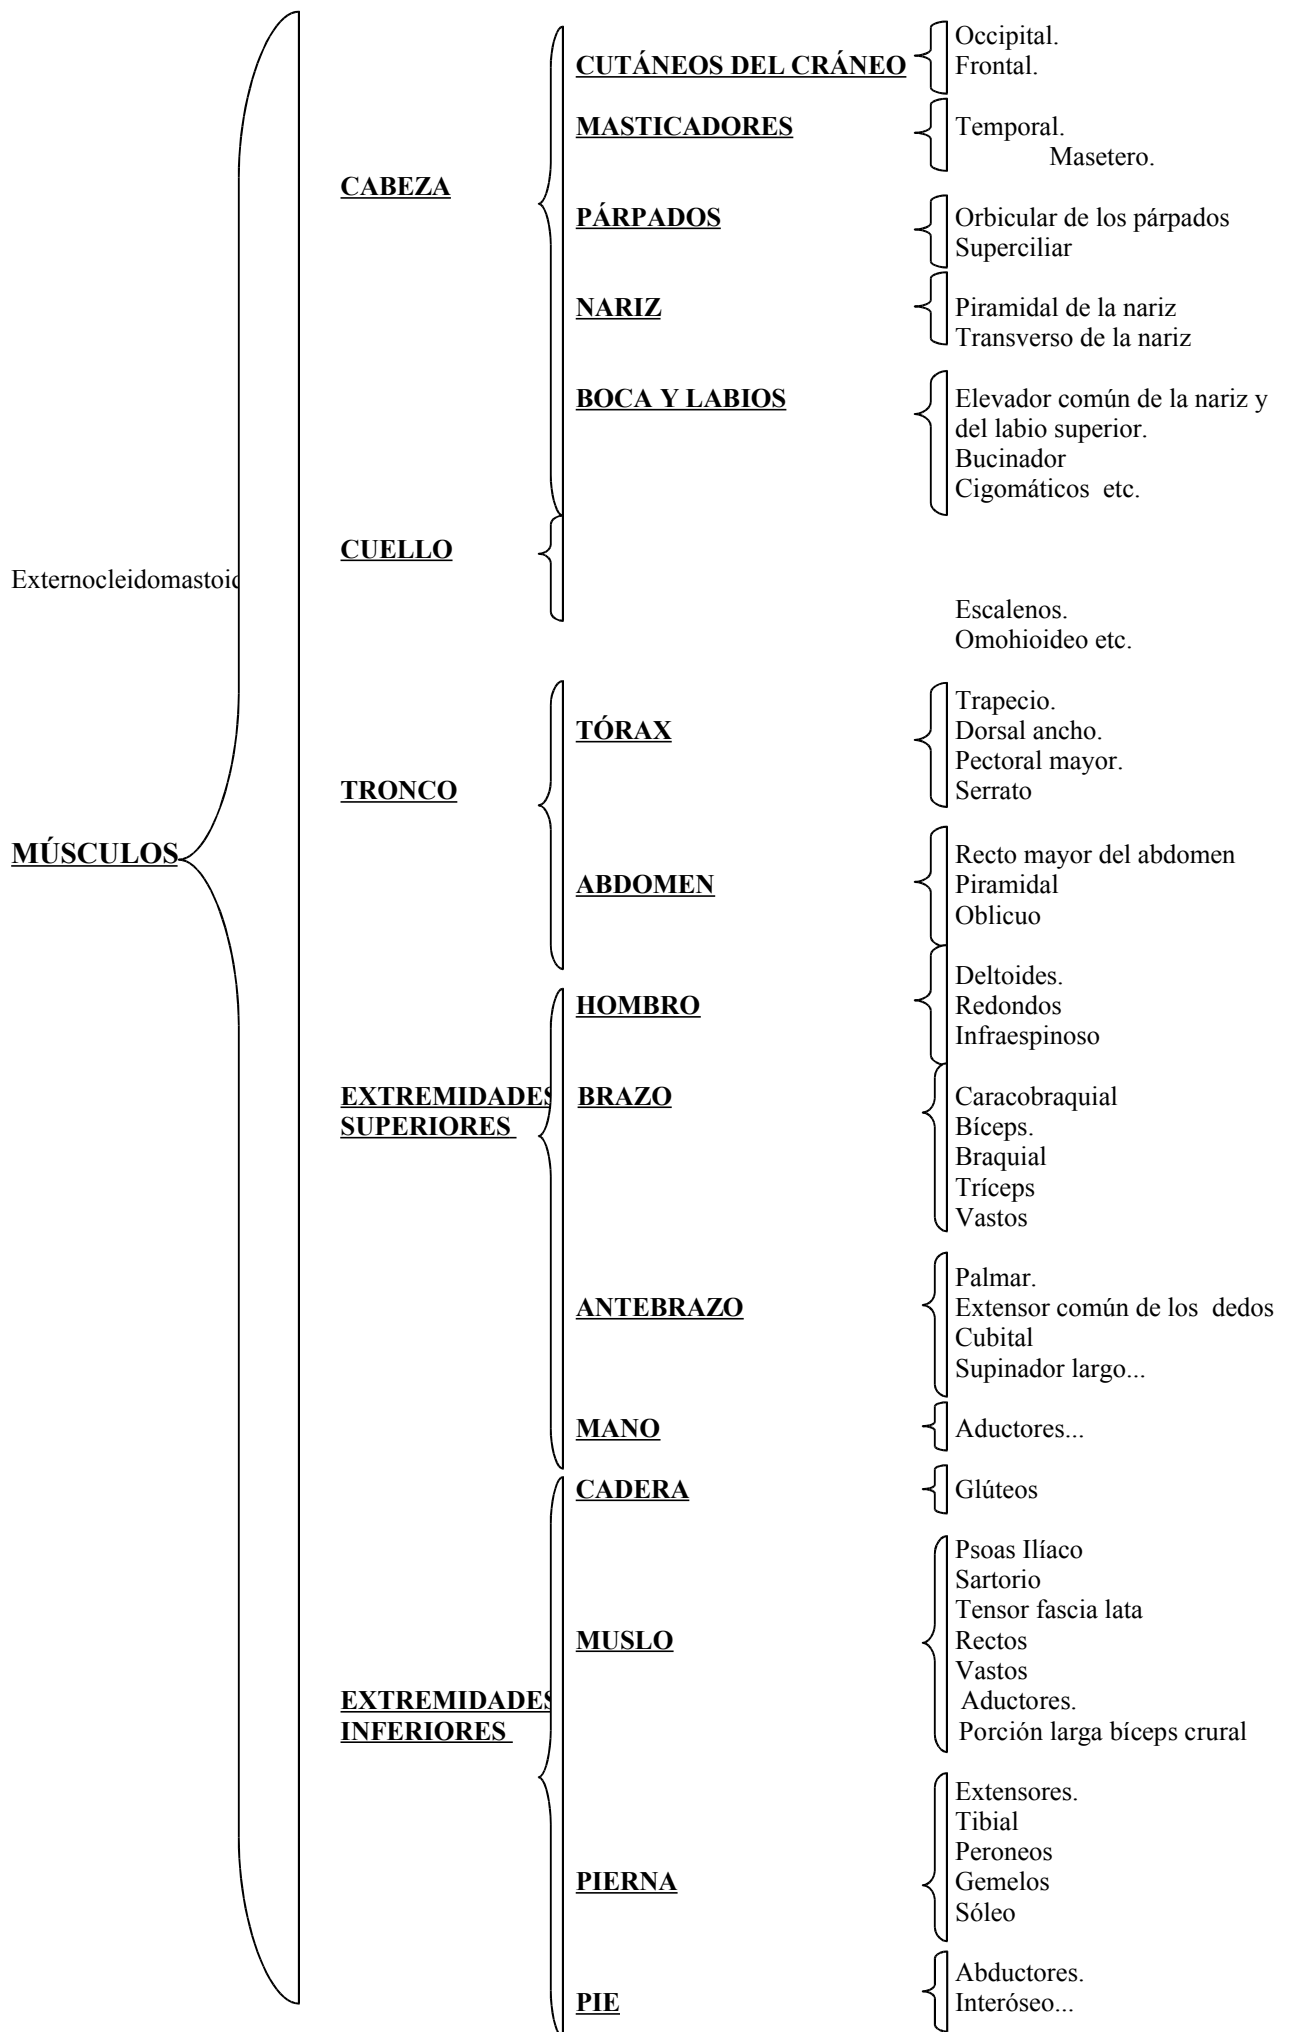 Occipital.
CUTÁNEOS DEL CRÁNEO Frontal.
MASTICADORES Temporal.
Masetero.
CABEZA
PÁRPADOS Orbicular de los párpados
Superciliar
NARIZ Piramidal de la nariz
Transverso de la nariz
BOCA Y LABIOS Elevador común de la nariz y
del labio superior.
Bucinador
Cigomáticos etc.
CUELLO
Externocleidomastoid
Escalenos.
Omohioideo etc.
Trapecio.
TÓRAX Dorsal ancho.
Pectoral mayor.
TRONCO Serrato
MÚSCULOS Recto mayor del abdomen
ABDOMEN Piramidal
Oblicuo
Deltoides.
HOMBRO Redondos
Infraespinoso
EXTREMIDADES BRAZO Caracobraquial
SUPERIORES Bíceps.
Braquial
Tríceps
Vastos
Palmar.
ANTEBRAZO Extensor común de los dedos
Cubital
Supinador largo...
MANO Aductores...
CADERA Glúteos
Psoas Ilíaco
Sartorio
Tensor fascia lata
MUSLO Rectos
Vastos
EXTREMIDADES Aductores.
INFERIORES Porción larga bíceps crural
Extensores.
Tibial
Peroneos
PIERNA Gemelos
Sóleo
Abductores.
PIE Interóseo...